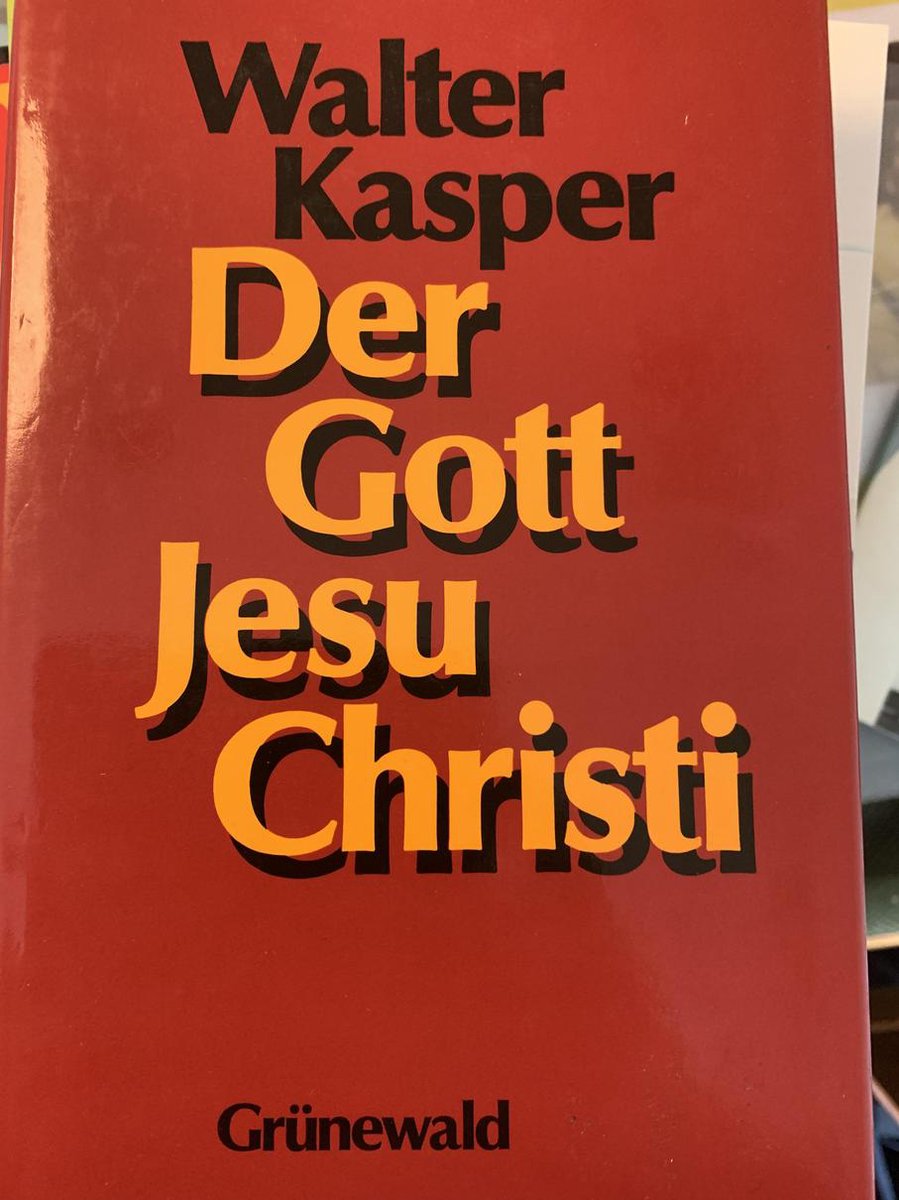 Walter
Kasper
Der
Gott
Jesu
Christi
Grünewald